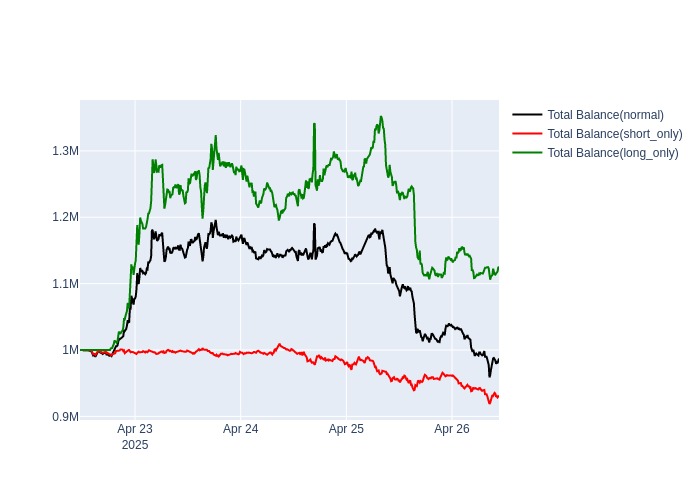 Total Balance(normal)
Total Balance(short_only)
Total Balance(long_only)
1.3M
1.2M
1.1M
1M
0.9M
Apr 23
2025
Apr 24
Apr 25
Apr 26